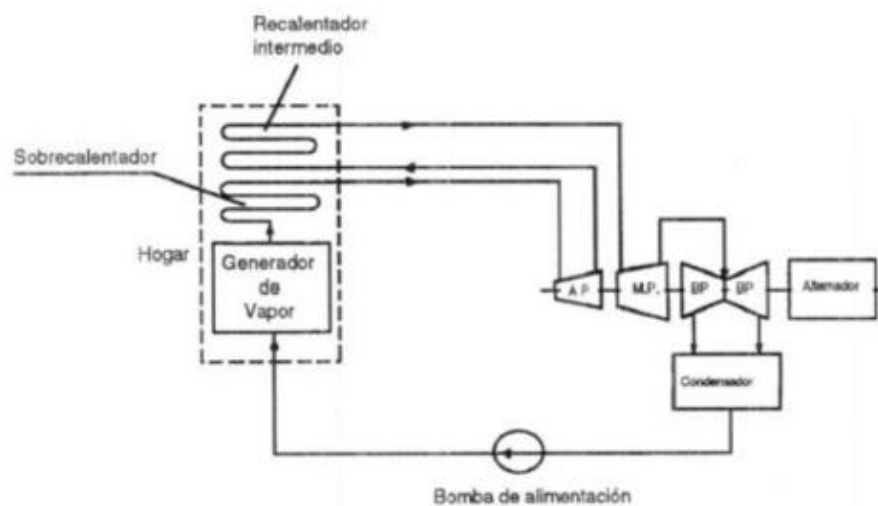 Recalentador
intermedio
Sobrecalentador
Hogar
Generador
de
Vapor
A P
M.P.
BP
BP
Alternador
Condensador
Bomba de alimentación